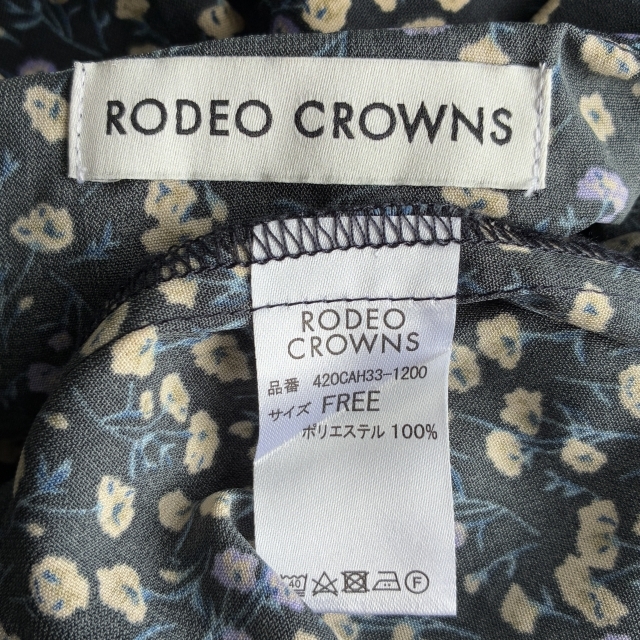 RODEO CROWNS
RODEO
CROWNS
品番 420CAH33-1200
サイズ FREE
ポリエステル 100%
F